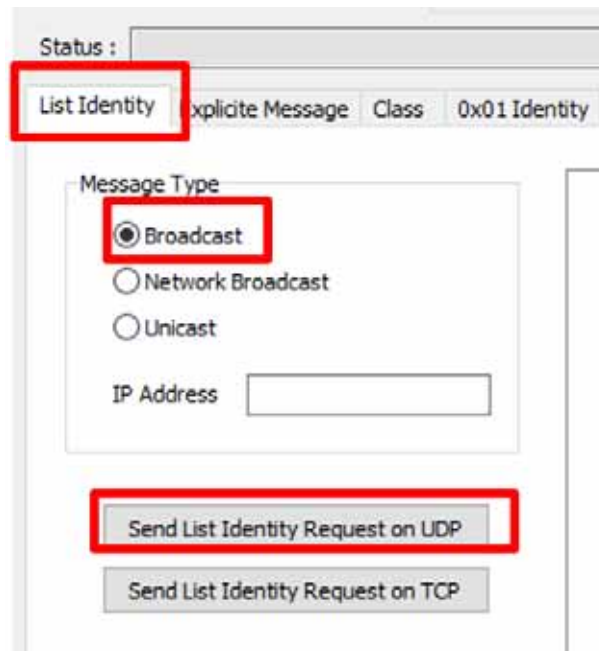 Status :
List Identity xplicite Message Class 0x01 Identity
Message Type
Broadcast
Network Broadcast
Unicast
IP Address
Send List Identity Request on UDP
Send List Identity Request on TCP